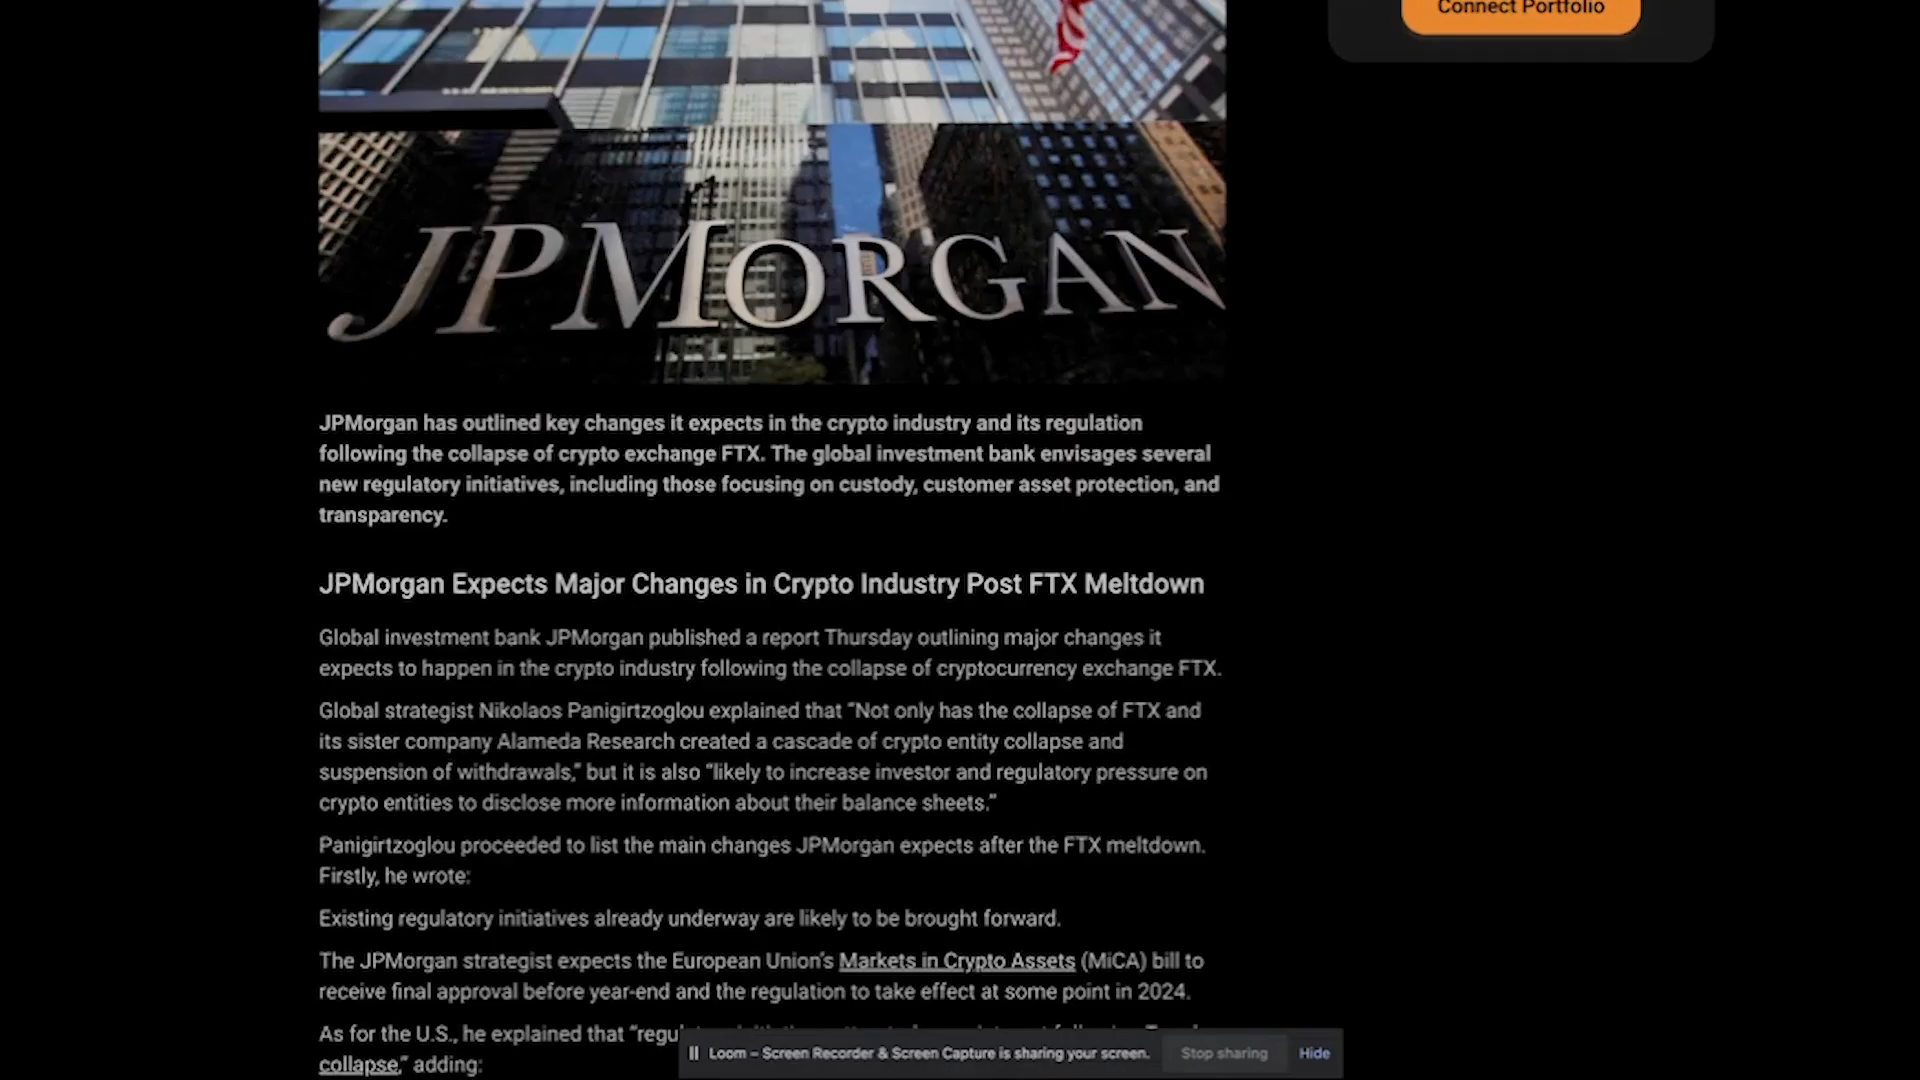 Connect Portfolio
JPMORGAN
JPMorgan has outlined key changes it expects in the crypto industry and its regulation
following the collapse of crypto exchange FTX. The global investment bank envisages several
new regulatory initiatives, including those focusing on custody, customer asset protection, and
transparency.
JPMorgan Expects Major Changes in Crypto Industry Post FTX Meltdown
Global investment bank JPMorgan published a report Thursday outlining major changes it
expects to happen in the crypto industry following the collapse of cryptocurrency exchange FTX.
Global strategist Nikolaos Panigirtzoglou explained that “Not only has the collapse of FTX and
its sister company Alameda Research created a cascade of crypto entity collapse and
suspension of withdrawals,” but it is also “likely to increase investor and regulatory pressure on
crypto entities to disclose more information about their balance sheets.”
Panigirtzoglou proceeded to list the main changes JPMorgan expects after the FTX meltdown.
Firstly, he wrote:
Existing regulatory initiatives already underway are likely to be brought forward.
The JPMorgan strategist expects the European Union’s Markets in Crypto Assets (MiCA) bill to
receive final approval before year-end and the regulation to take effect at some point in 2024.
As for the U.S., he explained that
collapse,” adding:
Loom – Screen Recorder & Screen Capture is sharing your screen.
Stop sharing
Hide